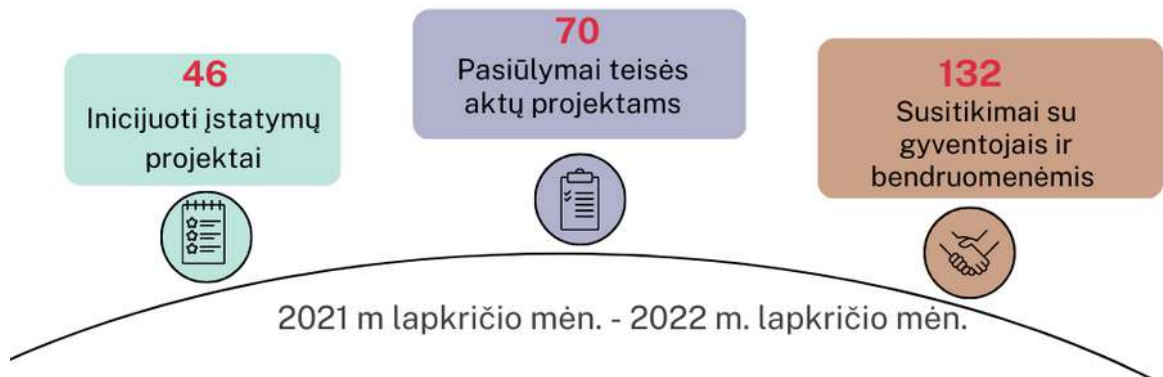 46
Inicijuoti įstatymų
projektai
70
Pasiūlymai teisės
aktų projektams
132
Susitikimai su
gyventojais ir
bendruomenėmis
2021 m lapkričio mėn. - 2022 m. lapkričio mėn.